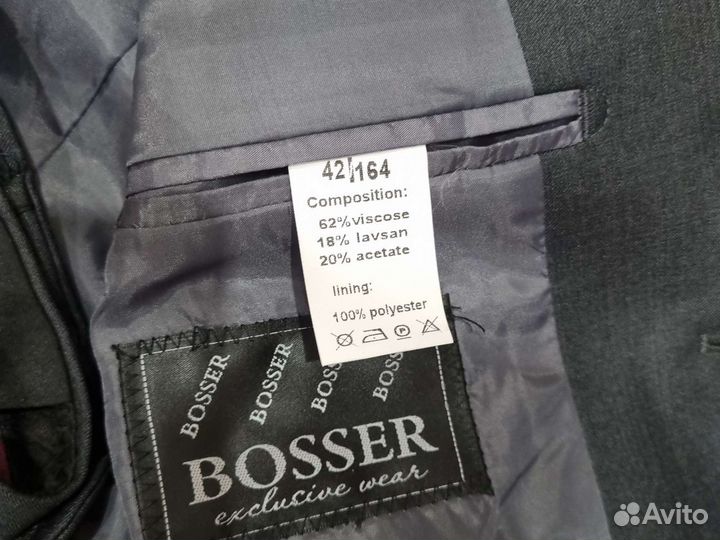 42/164
Composition:
62%viscose
18% lavsan
20% acetate
lining:
100% polyester
P
BOSSER
BOSSER
BOSSER
BOSSER
BOSSER
exclusive wear
Avito